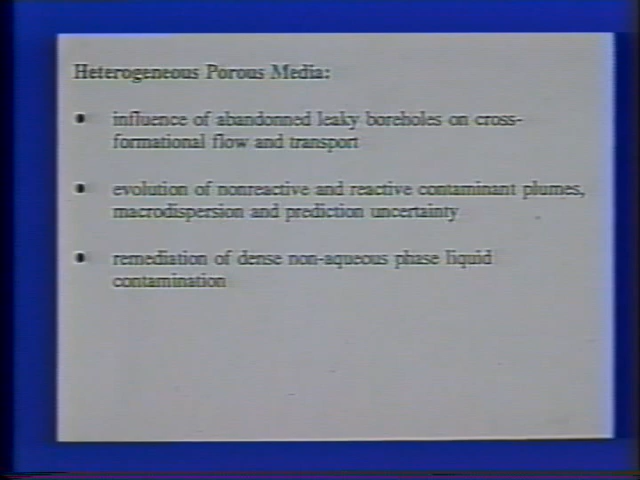 Heterogeneous Porous Media:
● influence of abandonned leaky boreholes on cross-
formational flow and transport
● evolution of nonreactive and reactive contaminant plumes,
macrodispersion and prediction uncertainty
● remediation of dense non-aqueous phase liquid
contamination